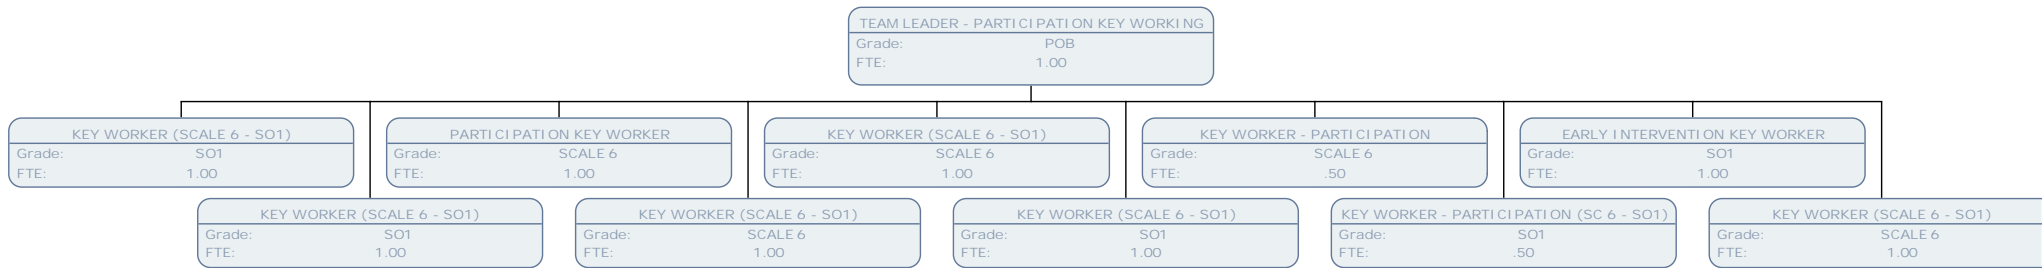 TEAM LEADER - PARTICIPATION KEY WORKING
Grade: POB
FTE: 1.00
KEY WORKER (SCALE 6 - SO1)
Grade: SO1
FTE: 1.00
PARTICIPATION KEY WORKER
Grade: SCALE 6
FTE: 1.00
KEY WORKER (SCALE 6 - SO1)
Grade: SCALE 6
FTE: 1.00
KEY WORKER - PARTICIPATION
Grade: SCALE 6
FTE: .50
EARLY INTERVENTION KEY WORKER
Grade: SO1
FTE: 1.00
KEY WORKER (SCALE 6 - SO1)
Grade: SO1
FTE: 1.00
KEY WORKER (SCALE 6 - SO1)
Grade: SCALE 6
FTE: 1.00
KEY WORKER (SCALE 6 - SO1)
Grade: SO1
FTE: 1.00
KEY WORKER - PARTICIPATION (SC 6 - SO1)
Grade: SO1
FTE: .50
KEY WORKER (SCALE 6 - SO1)
Grade: SCALE 6
FTE: 1.00